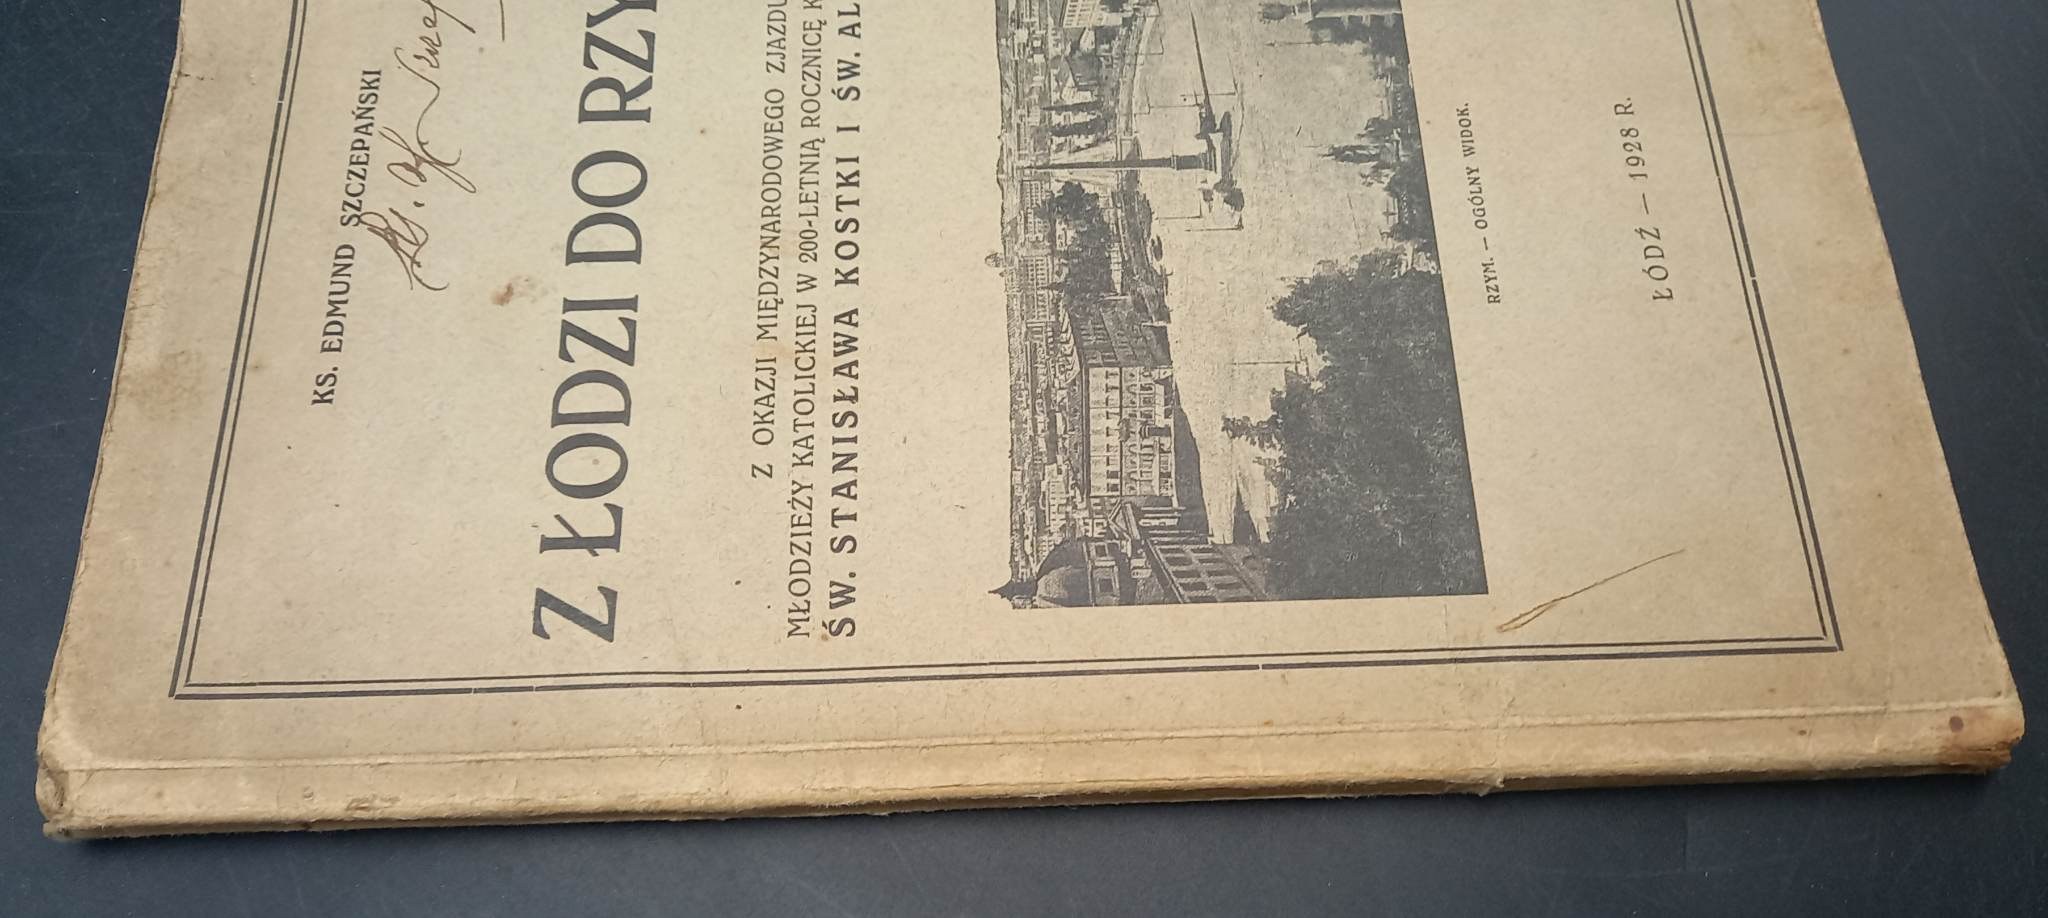 KS. EDMUND SZCZEPAŃSKI
Ks.
Z ŁODZI DO RZY
Z OKAZJI MIĘDZYNARODOWEGO ZJAZDU
MŁODZIEŻY KATOLICKIEJ W 200-LETNIĄ ROCZNICĘ K
ŚW. STANISŁAWA KOSTKI I ŚW. AL
RZYM. — OGÓLNY WIDOK.
ŁÓDŹ — 1928 R.